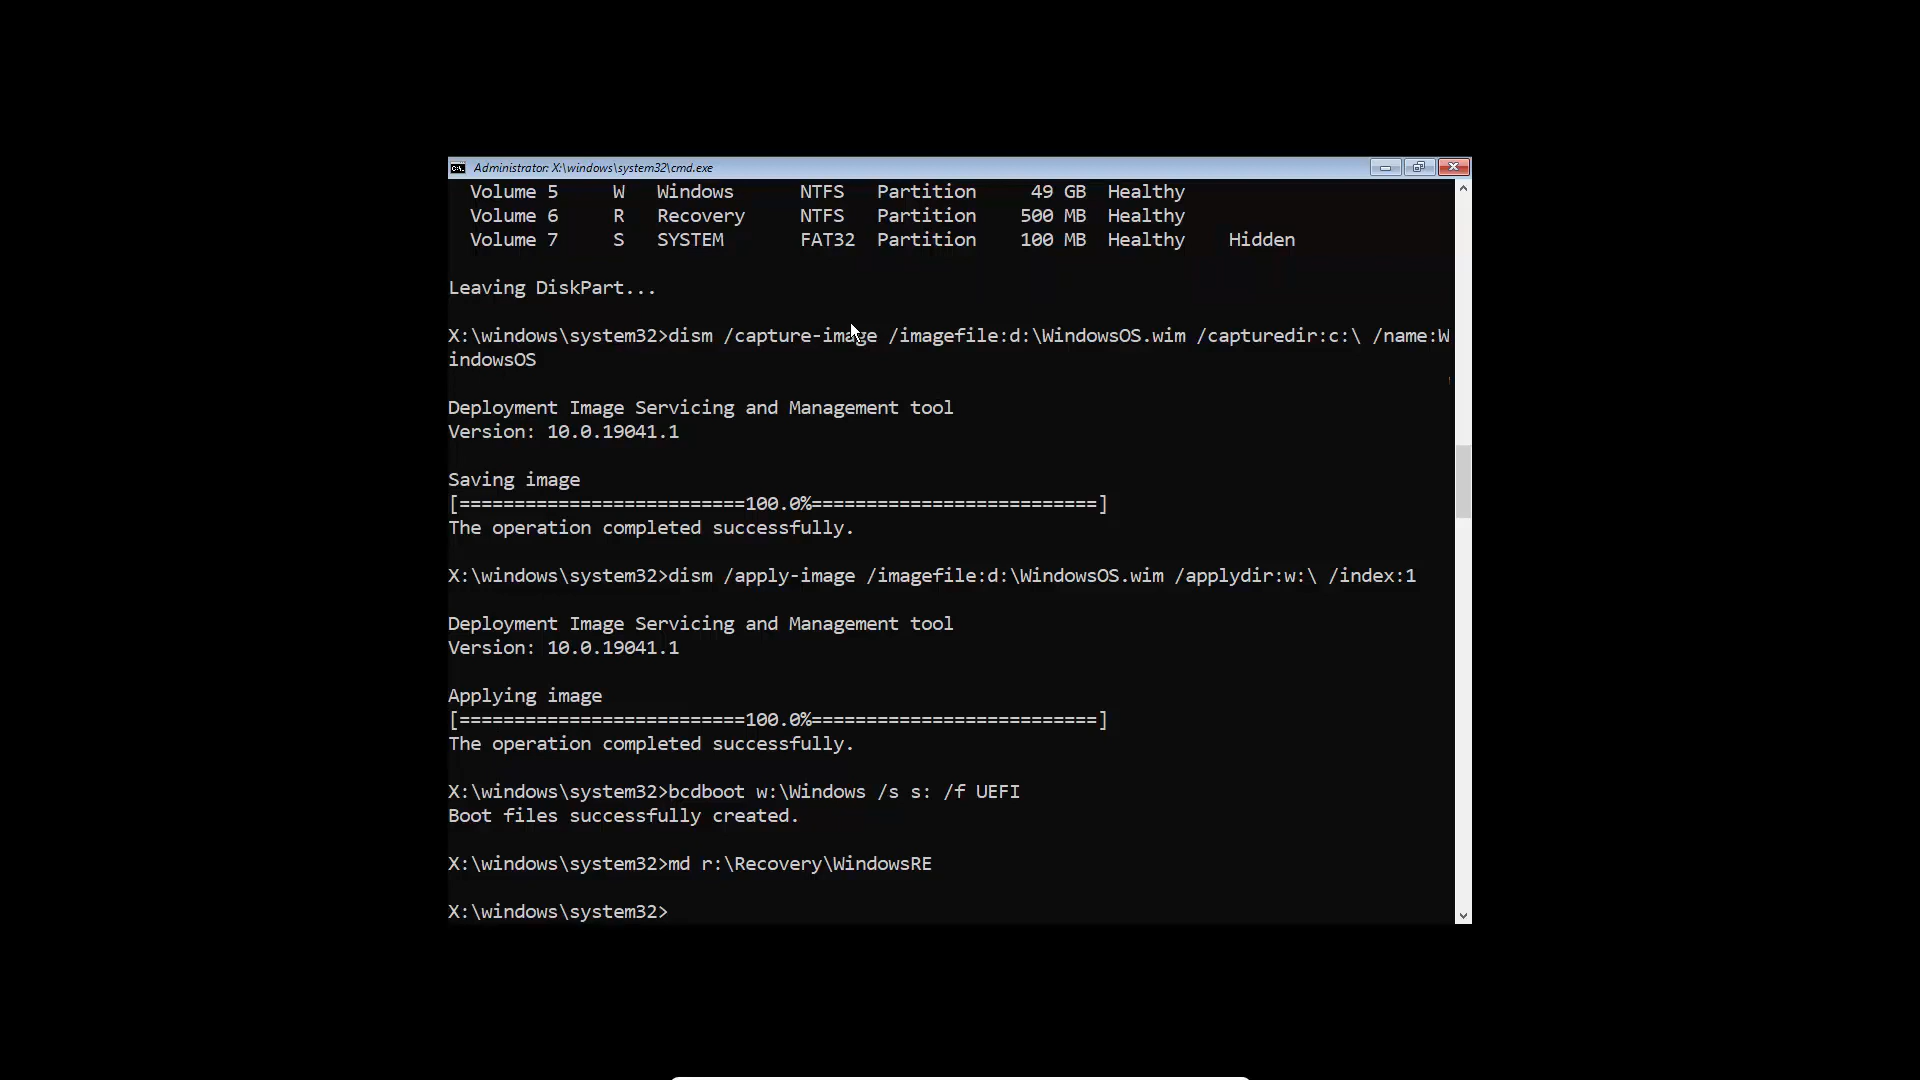 Administrator: X:\windows\system32\cmd.exe
Volume 5 W Windows NTFS Partition 49 GB Healthy
Volume 6 R Recovery NTFS Partition 500 MB Healthy
Volume 7 S SYSTEM FAT32 Partition 100 MB Healthy Hidden
Leaving DiskPart...
X:\windows\system32>dism /capture-image /imagefile:d:\WindowsOS.wim /capturedir:c:\ /name:W
indowsOS
Deployment Image Servicing and Management tool
Version: 10.0.19041.1
Saving image
[==========================100.0%==========================]
The operation completed successfully.
X:\windows\system32>dism /apply-image /imagefile:d:\WindowsOS.wim /applydir:w:\ /index:1
Deployment Image Servicing and Management tool
Version: 10.0.19041.1
Applying image
[==========================100.0%==========================]
The operation completed successfully.
X:\windows\system32>bcdboot w:\Windows /s s: /f UEFI
Boot files successfully created.
X:\windows\system32>md r:\Recovery\WindowsRE
X:\windows\system32>